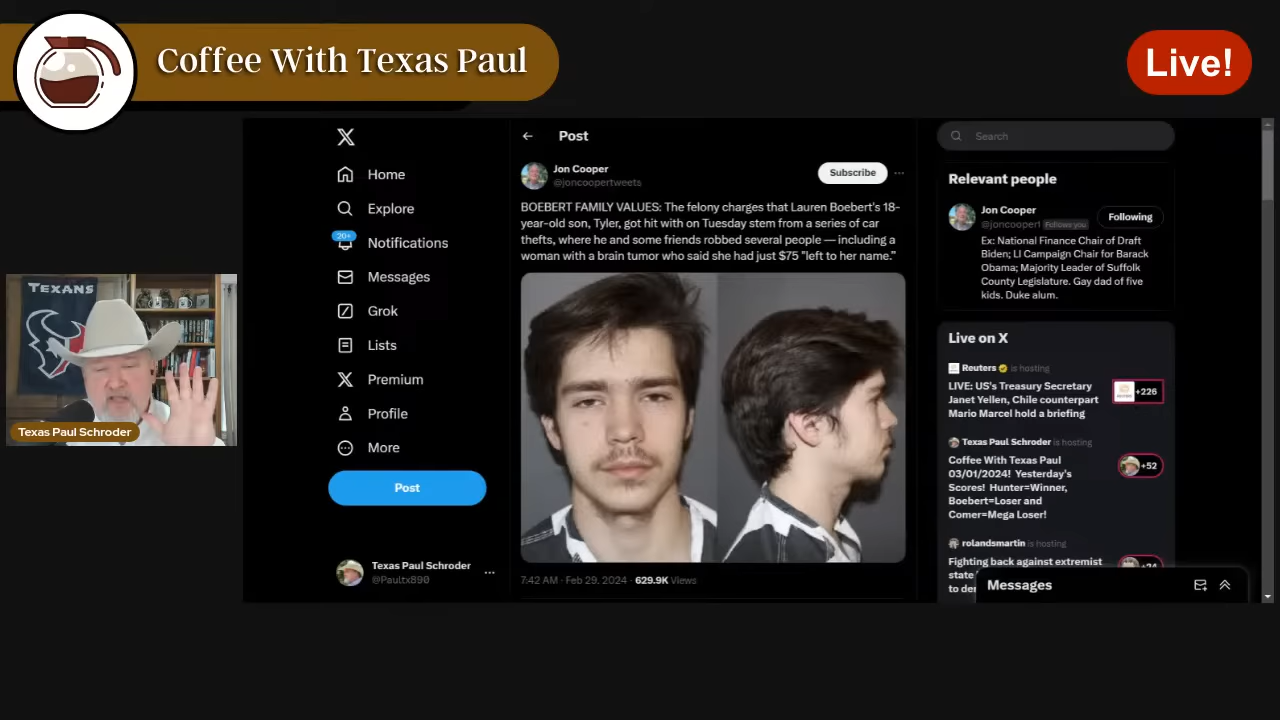 Coffee With Texas Paul
Live!
TEXANS
Texas Paul Schroder
Home
Explore
20+
Notifications
Messages
Grok
Lists
Premium
Profile
More
Post
Texas Paul Schroder
@Paultx890
Post
Jon Cooper
@joncoopertweets
Subscribe
BOEBERT FAMILY VALUES: The felony charges that Lauren Boebert's 18-
year-old son, Tyler, got hit with on Tuesday stem from a series of car
thefts, where he and some friends robbed several people — including a
woman with a brain tumor who said she had just $75 "left to her name."
7:42 AM · Feb 29, 2024 · 629.9K Views
Search
Relevant people
Jon Cooper
@joncoopert Follows you
Following
Ex: National Finance Chair of Draft
Biden; LI Campaign Chair for Barack
Obama; Majority Leader of Suffolk
County Legislature. Gay dad of five
kids. Duke alum.
Live on X
Reuters is hosting
LIVE: US's Treasury Secretary
Janet Yellen, Chile counterpart
Mario Marcel hold a briefing
+226
Texas Paul Schroder is hosting
Coffee With Texas Paul
03/01/2024! Yesterday's
Scores! Hunter=Winner,
Boebert=Loser and
Comer=Mega Loser!
+52
rolandsmartin is hosting
Fighting back against extremist
state
to de
Messages